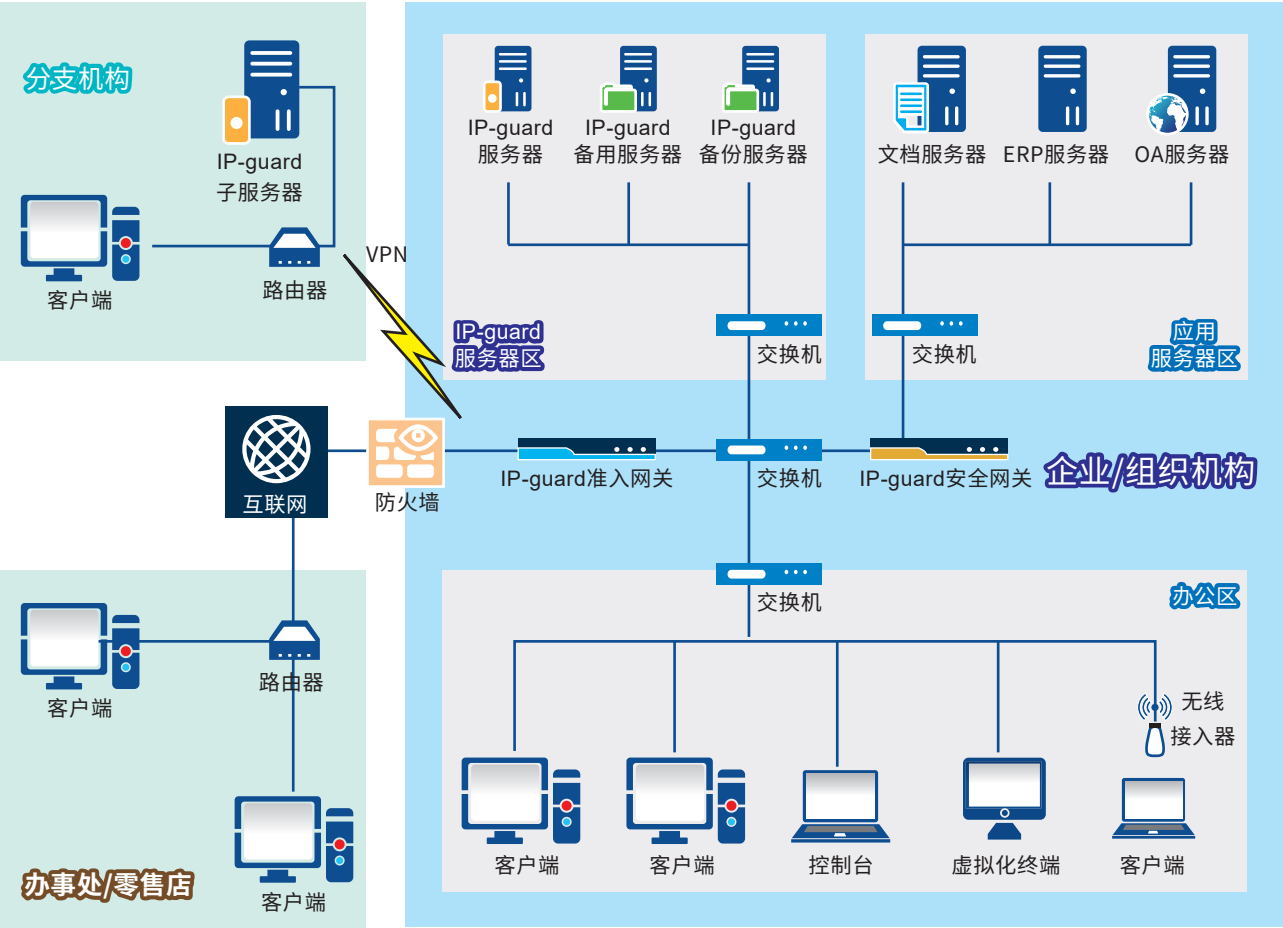 分支机构
IP-guard
子服务器
客户端
路由器
VPN
IP-guard
服务器
IP-guard
备用服务器
IP-guard
备份服务器
交换机
IP-guard
服务器区
文档服务器
ERP服务器
OA服务器
交换机
应用
服务器区
互联网
防火墙
IP-guard准入网关
交换机
IP-guard安全网关
企业/组织机构
客户端
路由器
客户端
办事处/零售店
交换机
办公区
无线
接入器
客户端
客户端
控制台
虚拟化终端
客户端